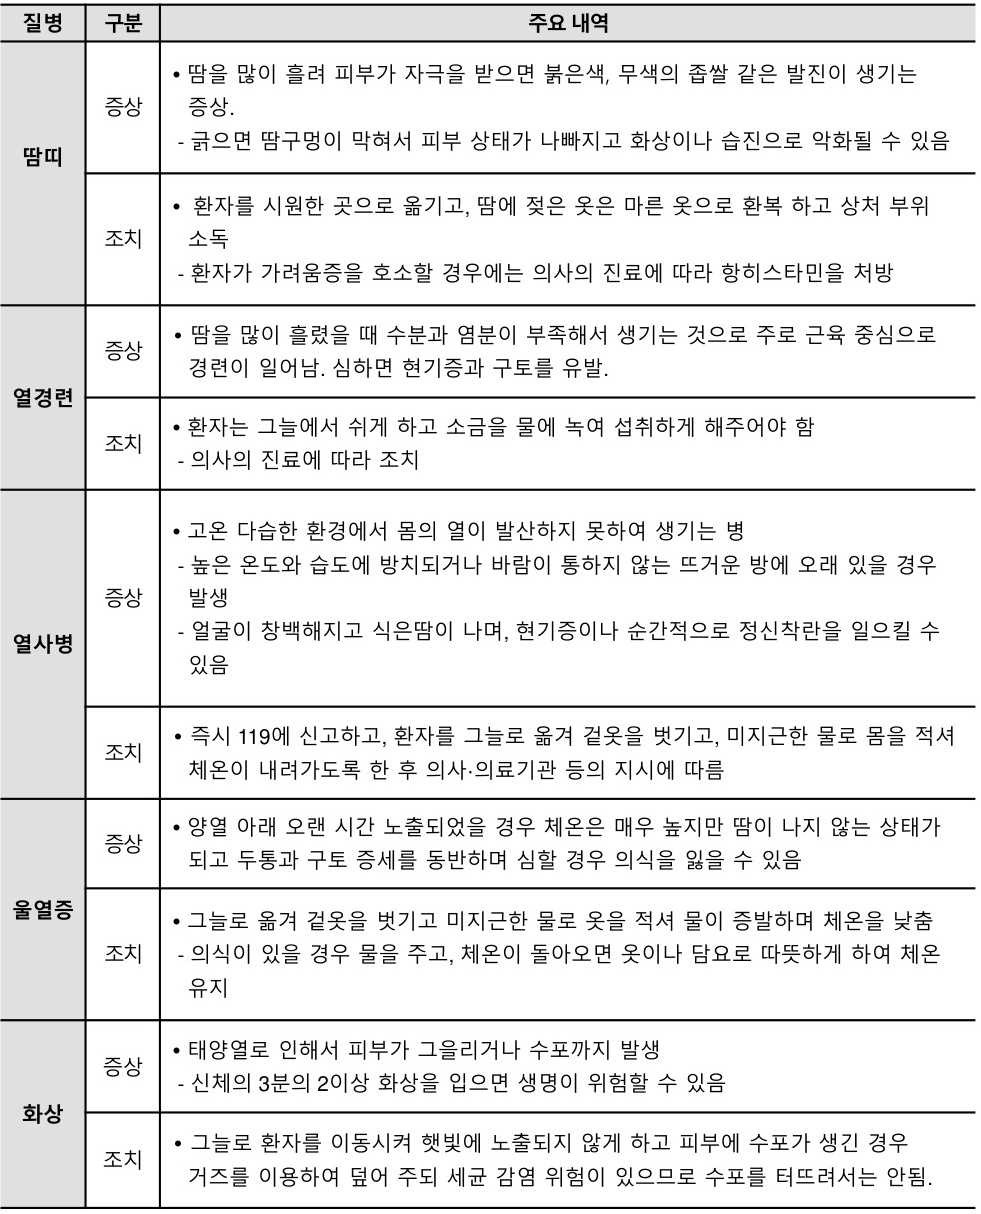 질병 구분 주요 내역
땀띠
증상
• 땀을 많이 흘려 피부가 자극을 받으면 붉은색, 무색의 좁쌀 같은 발진이 생기는
증상.
- 긁으면 땀구멍이 막혀서 피부 상태가 나빠지고 화상이나 습진으로 악화될 수 있음
조치
• 환자를 시원한 곳으로 옮기고, 땀에 젖은 옷은 마른 옷으로 환복 하고 상처 부위
소독
- 환자가 가려움증을 호소할 경우에는 의사의 진료에 따라 항히스타민을 처방
열경련
증상
• 땀을 많이 흘렸을 때 수분과 염분이 부족해서 생기는 것으로 주로 근육 중심으로
경련이 일어남. 심하면 현기증과 구토를 유발.
조치
• 환자는 그늘에서 쉬게 하고 소금을 물에 녹여 섭취하게 해주어야 함
- 의사의 진료에 따라 조치
열사병
증상
• 고온 다습한 환경에서 몸의 열이 발산하지 못하여 생기는 병
- 높은 온도와 습도에 방치되거나 바람이 통하지 않는 뜨거운 방에 오래 있을 경우
발생
- 얼굴이 창백해지고 식은땀이 나며, 현기증이나 순간적으로 정신착란을 일으킬 수
있음
조치
• 즉시 119에 신고하고, 환자를 그늘로 옮겨 겉옷을 벗기고, 미지근한 물로 몸을 적셔
체온이 내려가도록 한 후 의사·의료기관 등의 지시에 따름
울열증
증상
• 양열 아래 오랜 시간 노출되었을 경우 체온은 매우 높지만 땀이 나지 않는 상태가
되고 두통과 구토 증세를 동반하며 심할 경우 의식을 잃을 수 있음
조치
• 그늘로 옮겨 겉옷을 벗기고 미지근한 물로 옷을 적셔 물이 증발하며 체온을 낮춤
- 의식이 있을 경우 물을 주고, 체온이 돌아오면 옷이나 담요로 따뜻하게 하여 체온
유지
화상
증상
• 태양열로 인해서 피부가 그을리거나 수포까지 발생
- 신체의 3분의 2이상 화상을 입으면 생명이 위험할 수 있음
조치
• 그늘로 환자를 이동시켜 햇빛에 노출되지 않게 하고 피부에 수포가 생긴 경우
거즈를 이용하여 덮어 주되 세균 감염 위험이 있으므로 수포를 터뜨려서는 안됨.